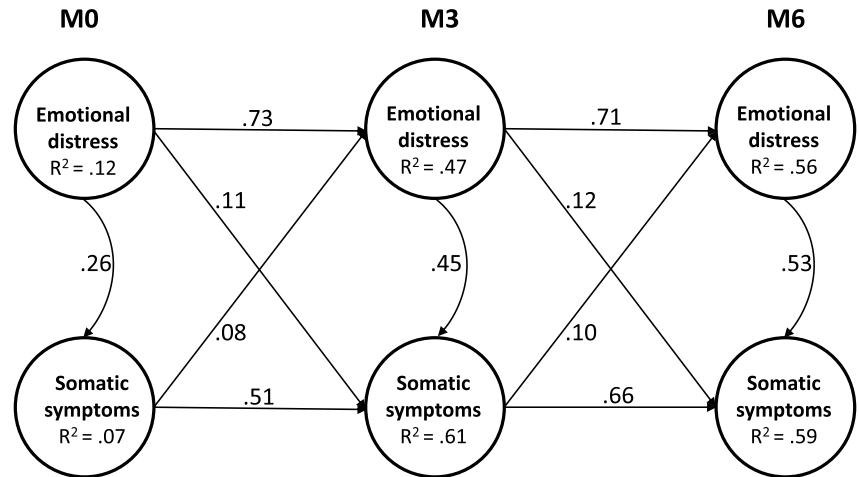 M0 M3 M6
Emotional distress R² = .12
.73
Emotional distress R² = .47
.71
Emotional distress R² = .56
.11
.12
.26
.45
.53
.08
.10
Somatic symptoms R² = .07
.51
Somatic symptoms R² = .61
.66
Somatic symptoms R² = .59